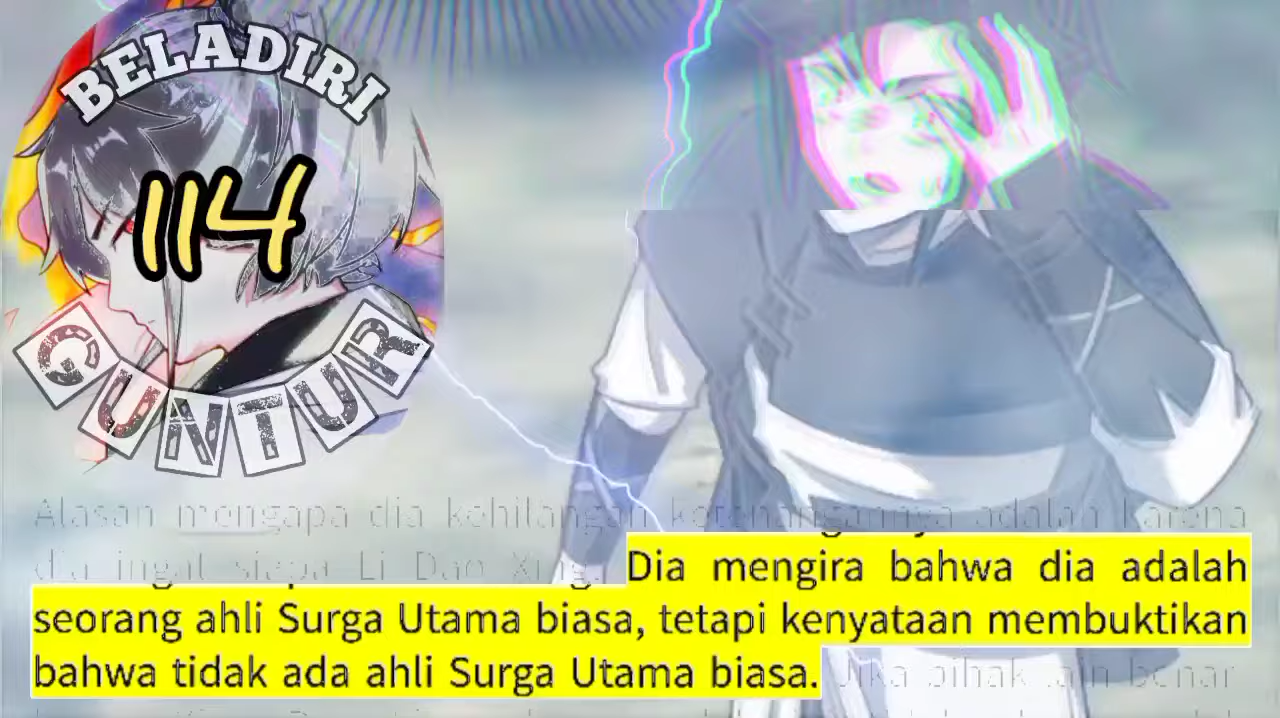 BELADIRI
114
GUNTUR
Alasan mengapa dia kehilangan ketenangannya adalah karena
dia ingat siapa Li Dao Xing. Dia mengira bahwa dia adalah
seorang ahli Surga Utama biasa, tetapi kenyataan membuktikan
bahwa tidak ada ahli Surga Utama biasa. Jika pihak lain benar